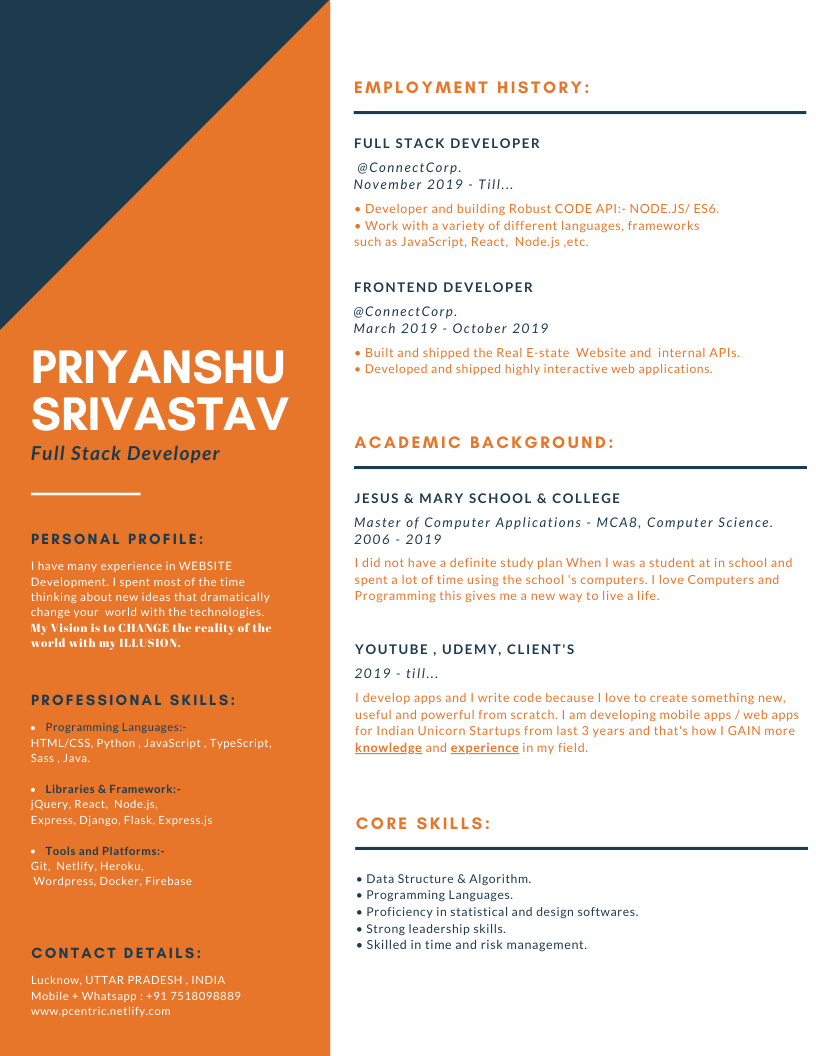 PRIYANSHU
SRIVASTAV
Full Stack Developer
PERSONAL PROFILE:
I have many experience in WEBSITE
Development. I spent most of the time
thinking about new ideas that dramatically
change your  world with the technologies.
My Vision is to CHANGE the reality of the
world with my ILLUSION.
PROFESSIONAL SKILLS:
• Programming Languages:-
HTML/CSS, Python , JavaScript , TypeScript,
Sass , Java.
• Libraries & Framework:-
jQuery, React,  Node.js,
Express, Django, Flask, Express.js
• Tools and Platforms:-
Git,  Netlify, Heroku,
Wordpress, Docker, Firebase
CONTACT DETAILS:
Lucknow, UTTAR PRADESH , INDIA
Mobile + Whatsapp : +91 7518098889
www.pcentric.netlify.com
EMPLOYMENT HISTORY:
FULL STACK DEVELOPER
@ConnectCorp.
November 2019 - Till...
• Developer and building Robust CODE API:- NODE.JS/ ES6.
• Work with a variety of different languages, frameworks
such as JavaScript, React,  Node.js ,etc.
FRONTEND DEVELOPER
@ConnectCorp.
March 2019 - October 2019
• Built and shipped the Real E-state  Website and  internal APIs.
• Developed and shipped highly interactive web applications.
ACADEMIC BACKGROUND:
JESUS & MARY SCHOOL & COLLEGE
Master of Computer Applications - MCA8, Computer Science.
2006 - 2019
I did not have a definite study plan When I was a student at in school and
spent a lot of time using the school 's computers. I love Computers and
Programming this gives me a new way to live a life.
YOUTUBE , UDEMY, CLIENT'S
2019 - till...
I develop apps and I write code because I love to create something new,
useful and powerful from scratch. I am developing mobile apps / web apps
for Indian Unicorn Startups from last 3 years and that's how I GAIN more
knowledge and experience in my field.
CORE SKILLS:
• Data Structure & Algorithm.
• Programming Languages.
• Proficiency in statistical and design softwares.
• Strong leadership skills.
• Skilled in time and risk management.